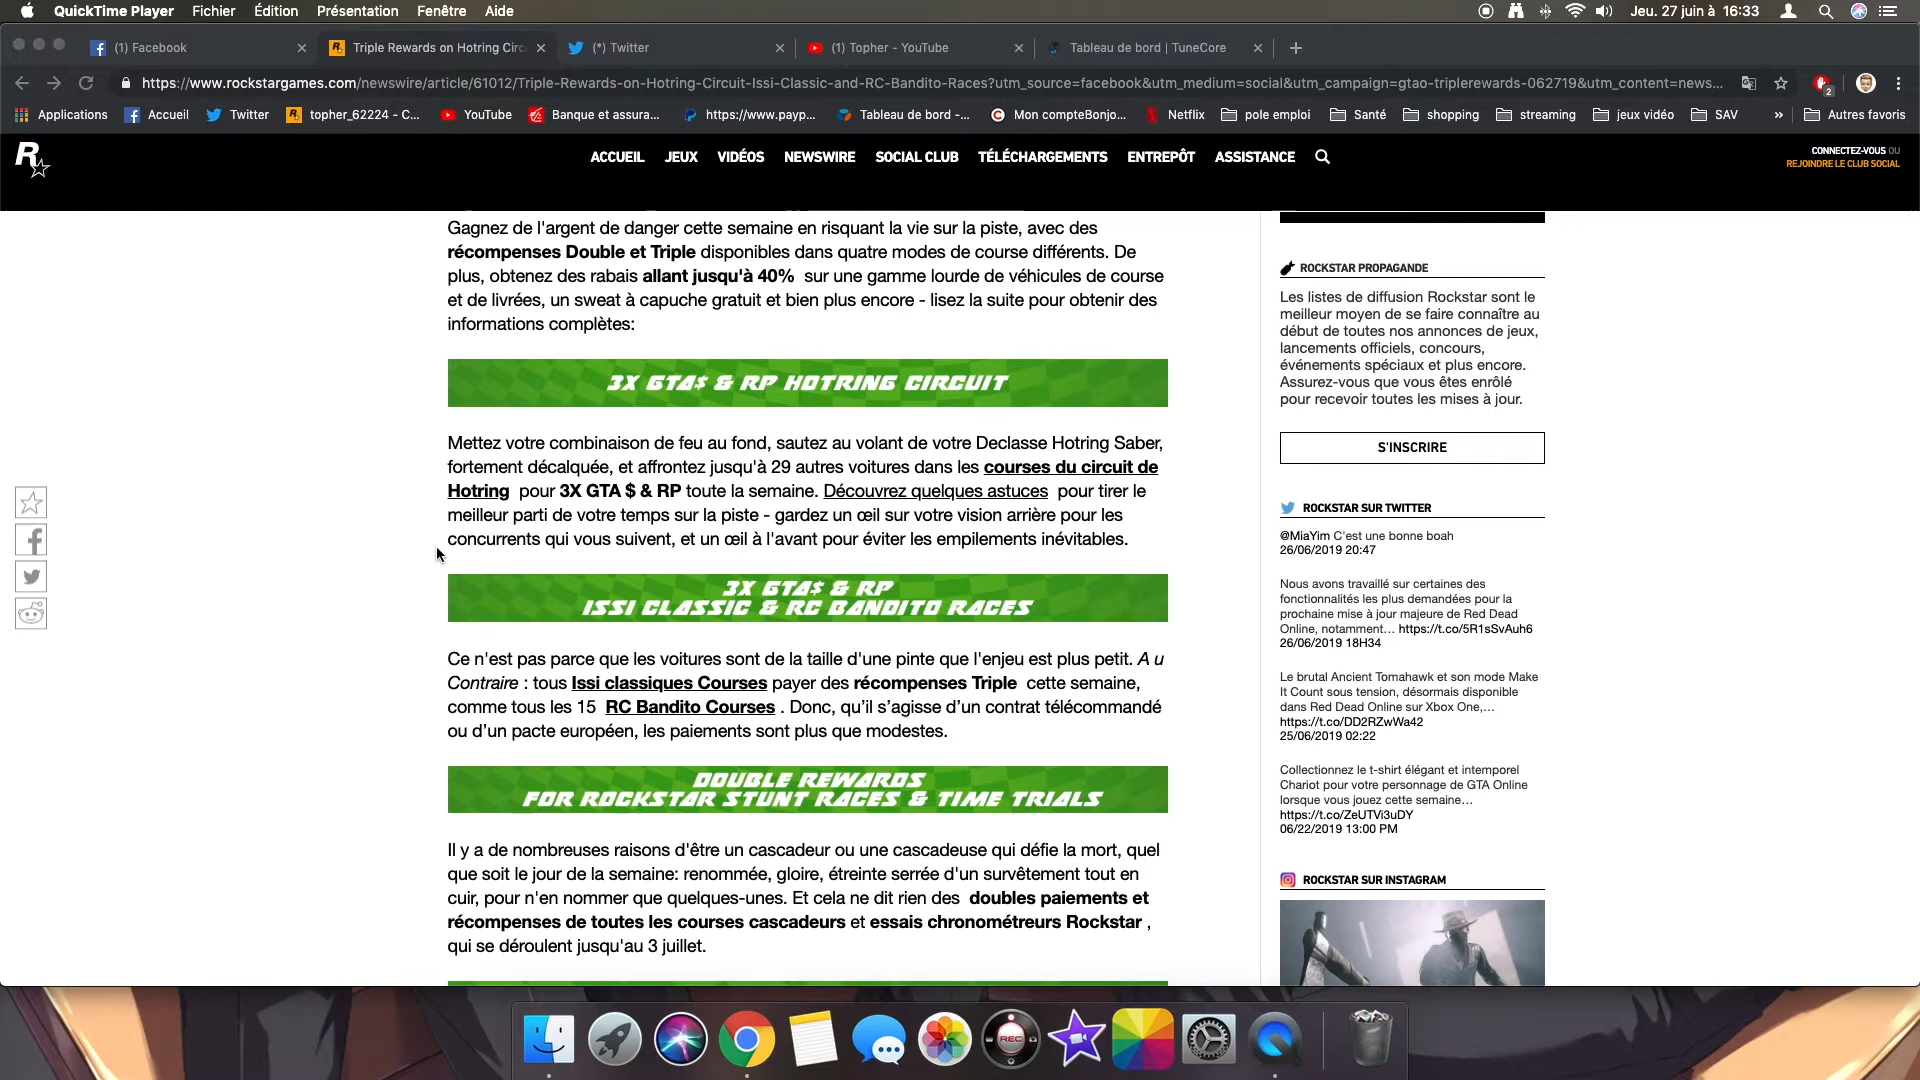 QuickTime Player Fichier Édition Présentation Fenêtre Aide Jeu. 27 juin à 16:33
(1) Facebook Triple Rewards on Hotring Circ (*) Twitter (1) Topher - YouTube Tableau de bord | TuneCore
https://www.rockstargames.com/newswire/article/61012/Triple-Rewards-on-Hotring-Circuit-Issi-Classic-and-RC-Bandito-Races?utm_source=facebook&utm_medium=social&utm_campaign=gtao-triplerewards-062719&utm_content=news... 2
Applications Accueil Twitter topher_62224 - C... YouTube Banque et assura... https://www.payp... Tableau de bord -... Mon compteBonjo... Netflix pole emploi Santé shopping streaming jeux vidéo SAV » Autres favoris
R
ACCUEIL JEUX VIDÉOS NEWSWIRE SOCIAL CLUB TÉLÉCHARGEMENTS ENTREPÔT ASSISTANCE
CONNECTEZ-VOUS OU
REJOINDRE LE CLUB SOCIAL
Gagnez de l'argent de danger cette semaine en risquant la vie sur la piste, avec des
récompenses Double et Triple disponibles dans quatre modes de course différents. De
plus, obtenez des rabais allant jusqu'à 40% sur une gamme lourde de véhicules de course
et de livrées, un sweat à capuche gratuit et bien plus encore - lisez la suite pour obtenir des
informations complètes:
3X GTA$ & RP HOTRING CIRCUIT
Mettez votre combinaison de feu au fond, sautez au volant de votre Declasse Hotring Saber,
fortement décalquée, et affrontez jusqu'à 29 autres voitures dans les courses du circuit de
Hotring pour 3X GTA $ & RP toute la semaine. Découvrez quelques astuces pour tirer le
meilleur parti de votre temps sur la piste - gardez un œil sur votre vision arrière pour les
concurrents qui vous suivent, et un œil à l'avant pour éviter les empilements inévitables.
3X GTA$ & RP
ISSI CLASSIC & RC BANDITO RACES
Ce n'est pas parce que les voitures sont de la taille d'une pinte que l'enjeu est plus petit. A u
Contraire : tous Issi classiques Courses payer des récompenses Triple cette semaine,
comme tous les 15 RC Bandito Courses . Donc, qu'il s'agisse d'un contrat télécommandé
ou d'un pacte européen, les paiements sont plus que modestes.
DOUBLE REWARDS
FOR ROCKSTAR STUNT RACES & TIME TRIALS
Il y a de nombreuses raisons d'être un cascadeur ou une cascadeuse qui défie la mort, quel
que soit le jour de la semaine: renommée, gloire, étreinte serrée d'un survêtement tout en
cuir, pour n'en nommer que quelques-unes. Et cela ne dit rien des doubles paiements et
récompenses de toutes les courses cascadeurs et essais chronométreurs Rockstar ,
qui se déroulent jusqu'au 3 juillet.
ROCKSTAR PROPAGANDE
Les listes de diffusion Rockstar sont le
meilleur moyen de se faire connaître au
début de toutes nos annonces de jeux,
lancements officiels, concours,
événements spéciaux et plus encore.
Assurez-vous que vous êtes enrôlé
pour recevoir toutes les mises à jour.
S'INSCRIRE
ROCKSTAR SUR TWITTER
@MiaYim C'est une bonne boah
26/06/2019 20:47
Nous avons travaillé sur certaines des
fonctionnalités les plus demandées pour la
prochaine mise à jour majeure de Red Dead
Online, notamment... https://t.co/5R1sSvAuh6
26/06/2019 18H34
Le brutal Ancient Tomahawk et son mode Make
It Count sous tension, désormais disponible
dans Red Dead Online sur Xbox One,...
https://t.co/DD2RZwWa42
25/06/2019 02:22
Collectionnez le t-shirt élégant et intemporel
Chariot pour votre personnage de GTA Online
lorsque vous jouez cette semaine...
https://t.co/ZeUTVi3uDY
06/22/2019 13:00 PM
ROCKSTAR SUR INSTAGRAM
REC